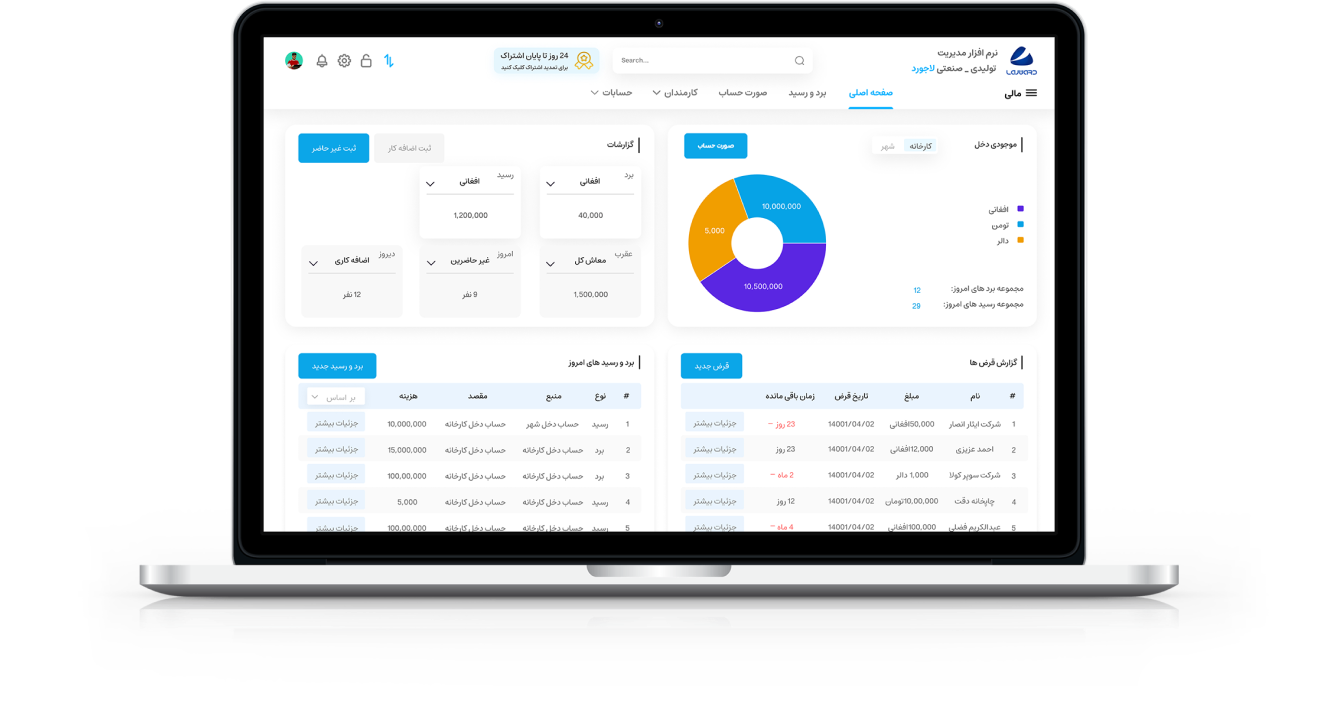 نرم افزار مدیریت
تولیدی _ صنعتی لاجورد
LAJWARD
Search...
24 روز تا پایان اشتراک
برای تمدید اشتراک کلیک کنید
مالی
صفحه اصلی
برد و رسید
صورت حساب
کارمندان
حسابات
موجودی دخل
کارخانه
شهر
صورت حساب
افغانی
تومن
دالر
10,000,000
5,000
10,500,000
مجموعه برد های امروز: 12
مجموعه رسید های امروز: 29
گزارشات
ثبت اضافه کار
ثبت غیر حاضر
برد
افغانی
40,000
رسید
افغانی
1,200,000
عقرب
معاش کل
1,500,000
امروز
غیر حاضرین
9 نفر
دیروز
اضافه کاری
12 نفر
گزارش قرض ها
قرض جدید
# نام مبلغ تاریخ قرض زمان باقی مانده
1 شرکت ایثار انصار 50,000افغانی 14001/04/02 23 روز – جزئیات بیشتر
2 احمد عزیزی 12,000افغانی 14001/04/02 23 روز جزئیات بیشتر
3 شرکت سوپر کولا 1,000 دالر 14001/04/02 2 ماه – جزئیات بیشتر
4 چاپخانه دقت 10,00,000تومان 14001/04/02 12 روز جزئیات بیشتر
5 عبدالکریم فضلی 100,000افغانی 14001/04/02 4 ماه – جزئیات بیشتر
برد و رسید های امروز
برد و رسید جدید
# نوع منبع مقصد هزینه بر اساس
1 رسید حساب دخل شهر حساب دخل کارخانه 10,000,000 جزئیات بیشتر
2 برد حساب دخل کارخانه حساب دخل کارخانه 15,000,000 جزئیات بیشتر
3 برد حساب دخل کارخانه حساب دخل کارخانه 100,00,000 جزئیات بیشتر
4 رسید حساب دخل کارخانه حساب دخل کارخانه 5,000 جزئیات بیشتر
5 رسید حساب دخل کارخانه حساب دخل کارخانه 100,00,000 جزئیات بیشتر